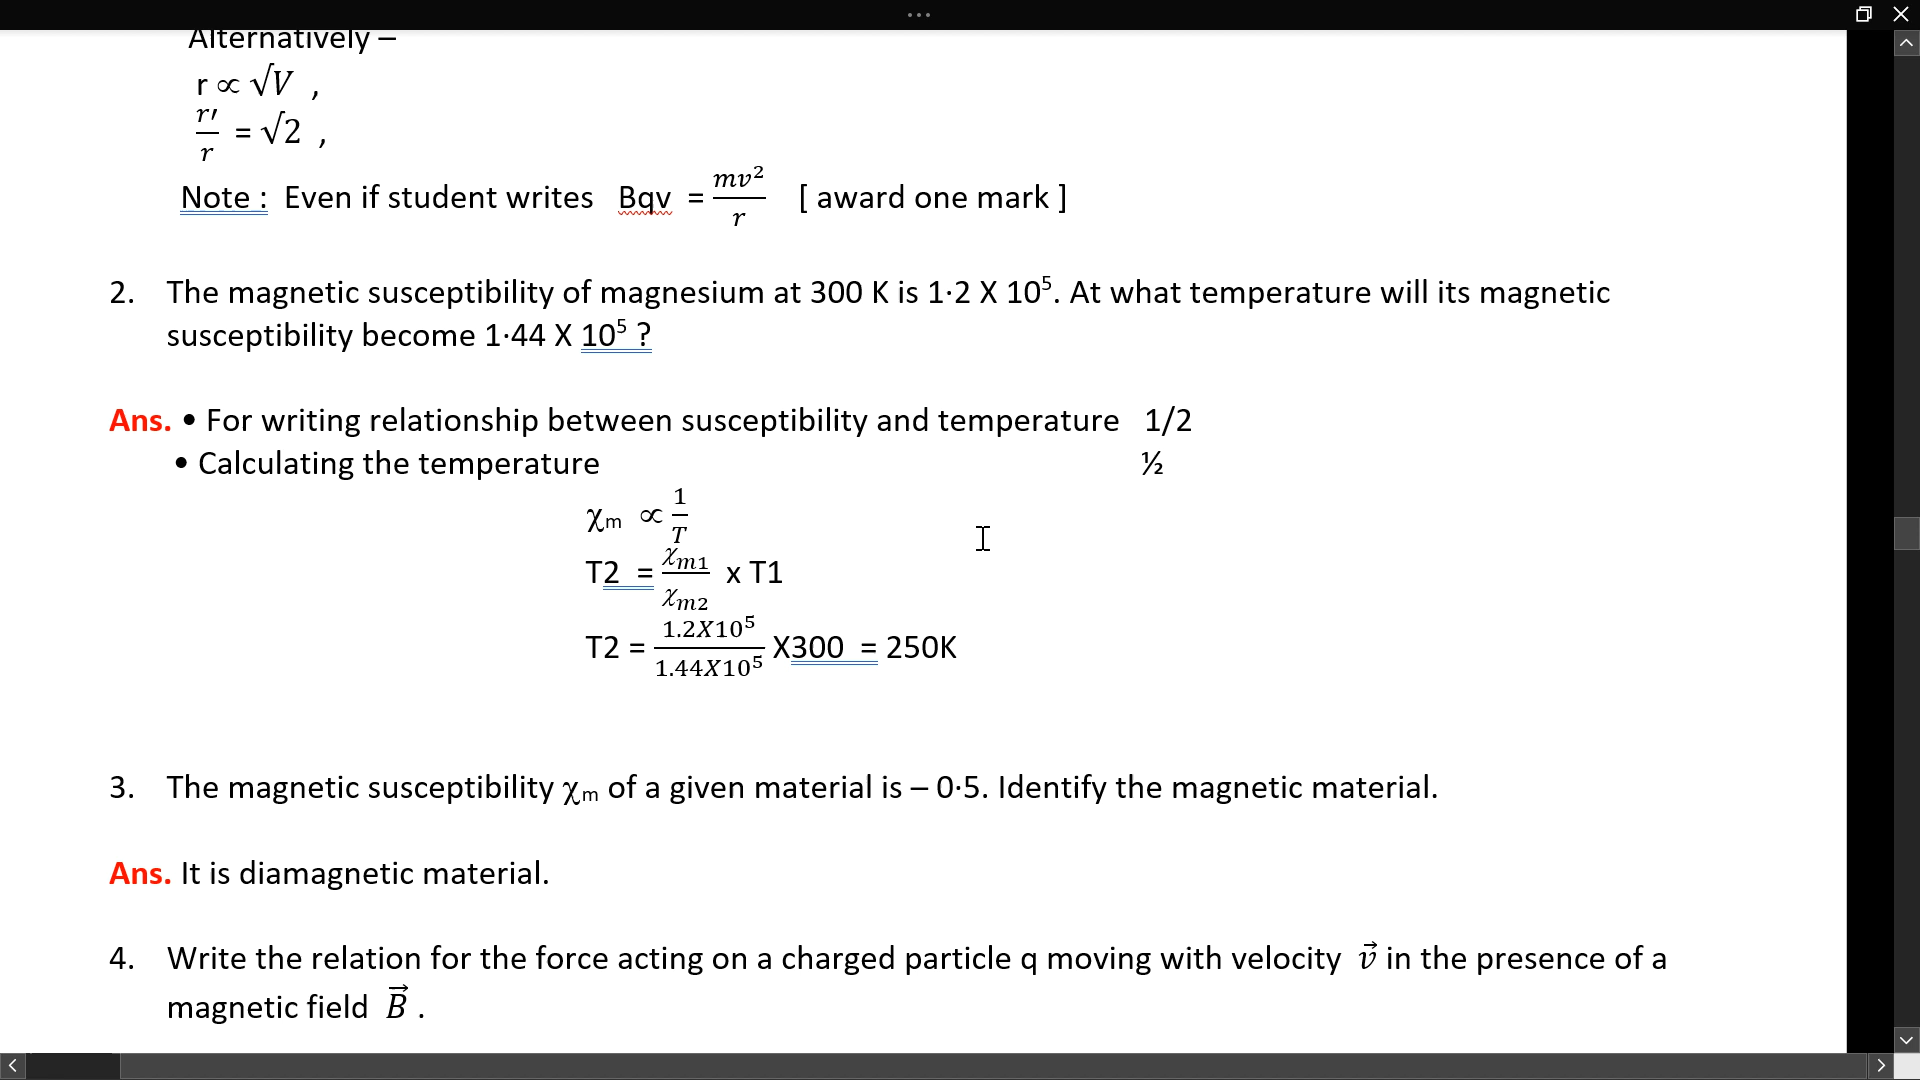 Alternatively –
r ∝ √V ,
r′/r = √2 ,
Note : Even if student writes Bqv = mv²/r [ award one mark ]
2. The magnetic susceptibility of magnesium at 300 K is 1·2 X 10⁵. At what temperature will its magnetic
susceptibility become 1·44 X 10⁵ ?
Ans. • For writing relationship between susceptibility and temperature 1/2
• Calculating the temperature ½
χm ∝ 1/T
T2 = χm1/χm2 x T1
T2 = 1.2X10⁵/1.44X10⁵ X300 = 250K
3. The magnetic susceptibility χm of a given material is – 0·5. Identify the magnetic material.
Ans. It is diamagnetic material.
4. Write the relation for the force acting on a charged particle q moving with velocity v⃗ in the presence of a
magnetic field B⃗ .